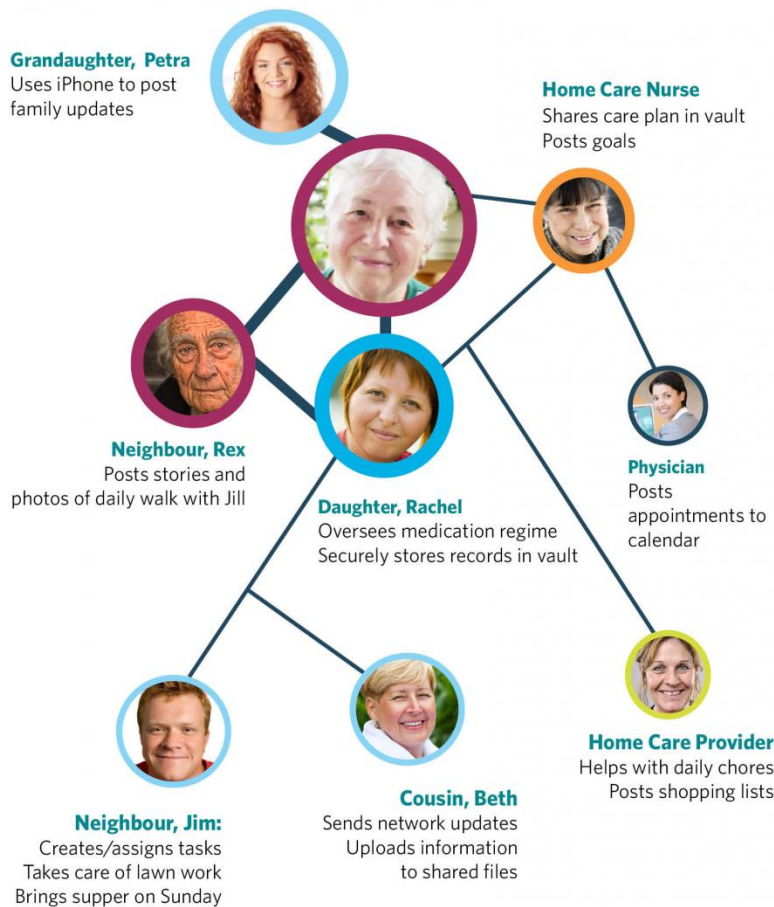 Grandaughter, Petra
Uses iPhone to post
family updates
Home Care Nurse
Shares care plan in vault
Posts goals
Neighbour, Rex
Posts stories and
photos of daily walk with Jill
Daughter, Rachel
Oversees medication regime
Securely stores records in vault
Physician
Posts
appointments to
calendar
Neighbour, Jim:
Creates/assigns tasks
Takes care of lawn work
Brings supper on Sunday
Cousin, Beth
Sends network updates
Uploads information
to shared files
Home Care Provider
Helps with daily chores
Posts shopping lists